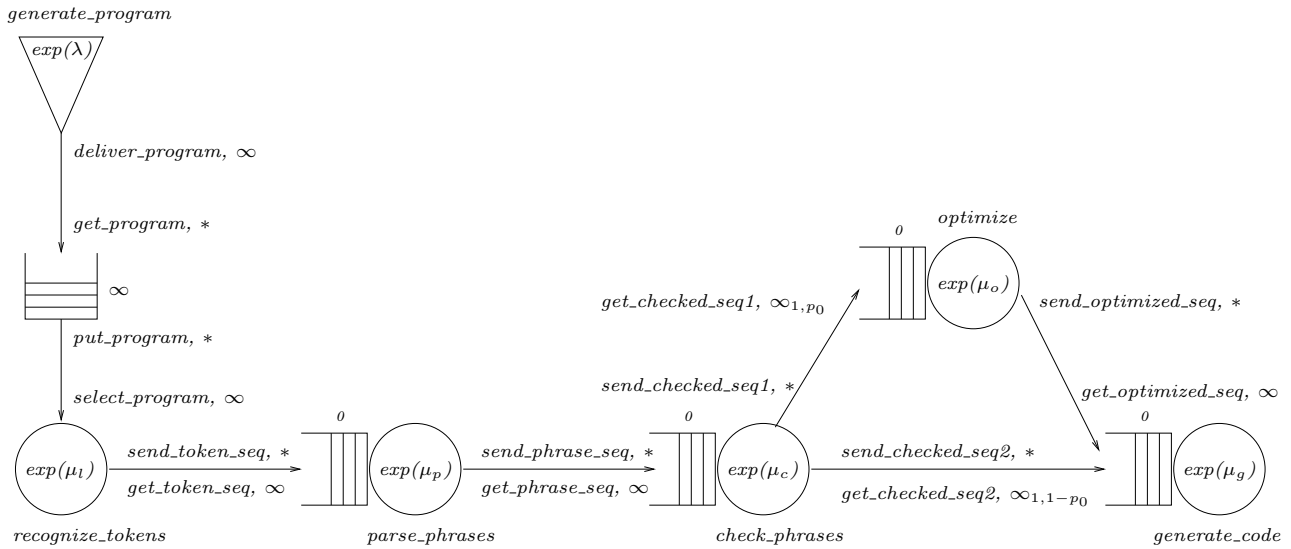 generate_program
exp(λ)
deliver_program, ∞
get_program, *
∞
put_program, *
select_program, ∞
exp(μ_l)
recognize_tokens
send_token_seq, *
get_token_seq, ∞
0
exp(μ_p)
parse_phrases
send_phrase_seq, *
get_phrase_seq, ∞
0
exp(μ_c)
check_phrases
get_checked_seq1, ∞_{1,p_0}
send_checked_seq1, *
0
optimize
exp(μ_o)
send_optimized_seq, *
get_optimized_seq, ∞
send_checked_seq2, *
get_checked_seq2, ∞_{1,1−p_0}
0
exp(μ_g)
generate_code